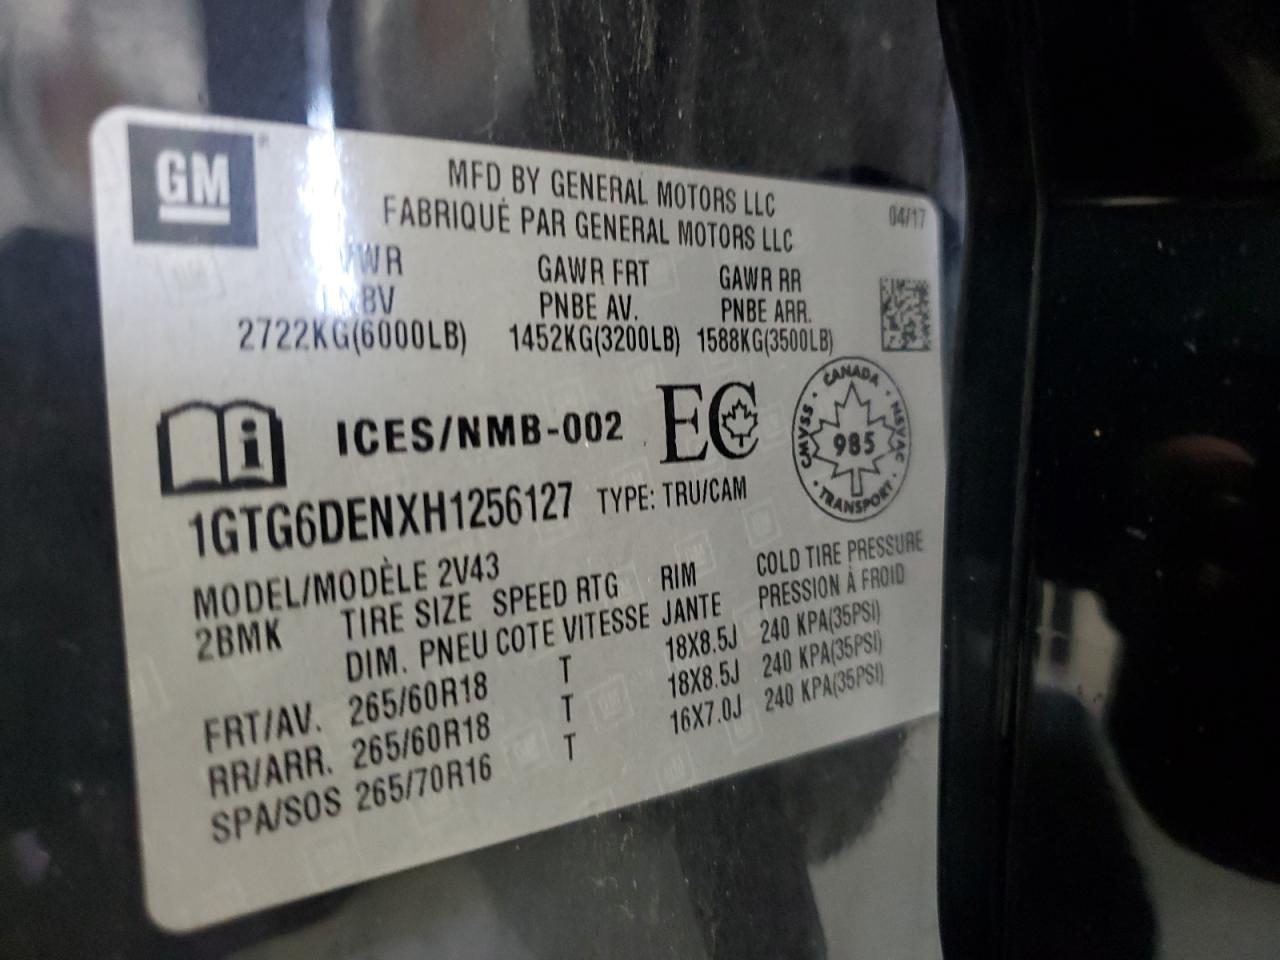 GM
MFD BY GENERAL MOTORS LLC
FABRIQUÉ PAR GENERAL MOTORS LLC
04/17
GAWR FRT GAWR RR
PNBE AV. PNBE ARR.
2722KG(6000LB) 1452KG(3200LB) 1588KG(3500LB)
ICES/NMB-002 EC
CANADA
CMVSS 985 NSVAC
TRANSPORT
1GTG6DENXH1256127 TYPE: TRU/CAM
MODEL/MODÈLE 2V43
2BMK TIRE SIZE SPEED RTG RIM COLD TIRE PRESSURE
DIM. PNEU COTE VITESSE JANTE PRESSION À FROID
FRT/AV. 265/60R18 T 18X8.5J 240 KPA(35PSI)
RR/ARR. 265/60R18 T 18X8.5J 240 KPA(35PSI)
SPA/SOS 265/70R16 T 16X7.0J 240 KPA(35PSI)